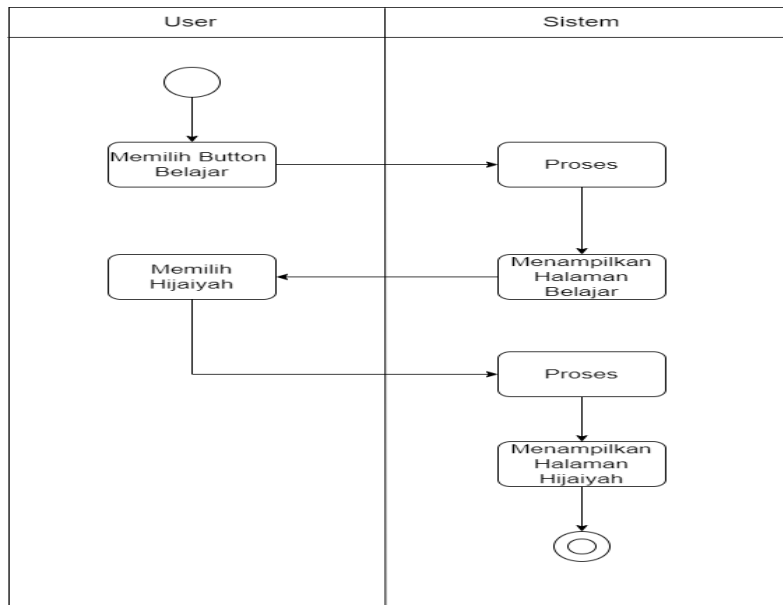 User
Sistem
Memilih Button
Belajar
Proses
Menampilkan
Halaman
Belajar
Memilih
Hijaiyah
Proses
Menampilkan
Halaman
Hijaiyah